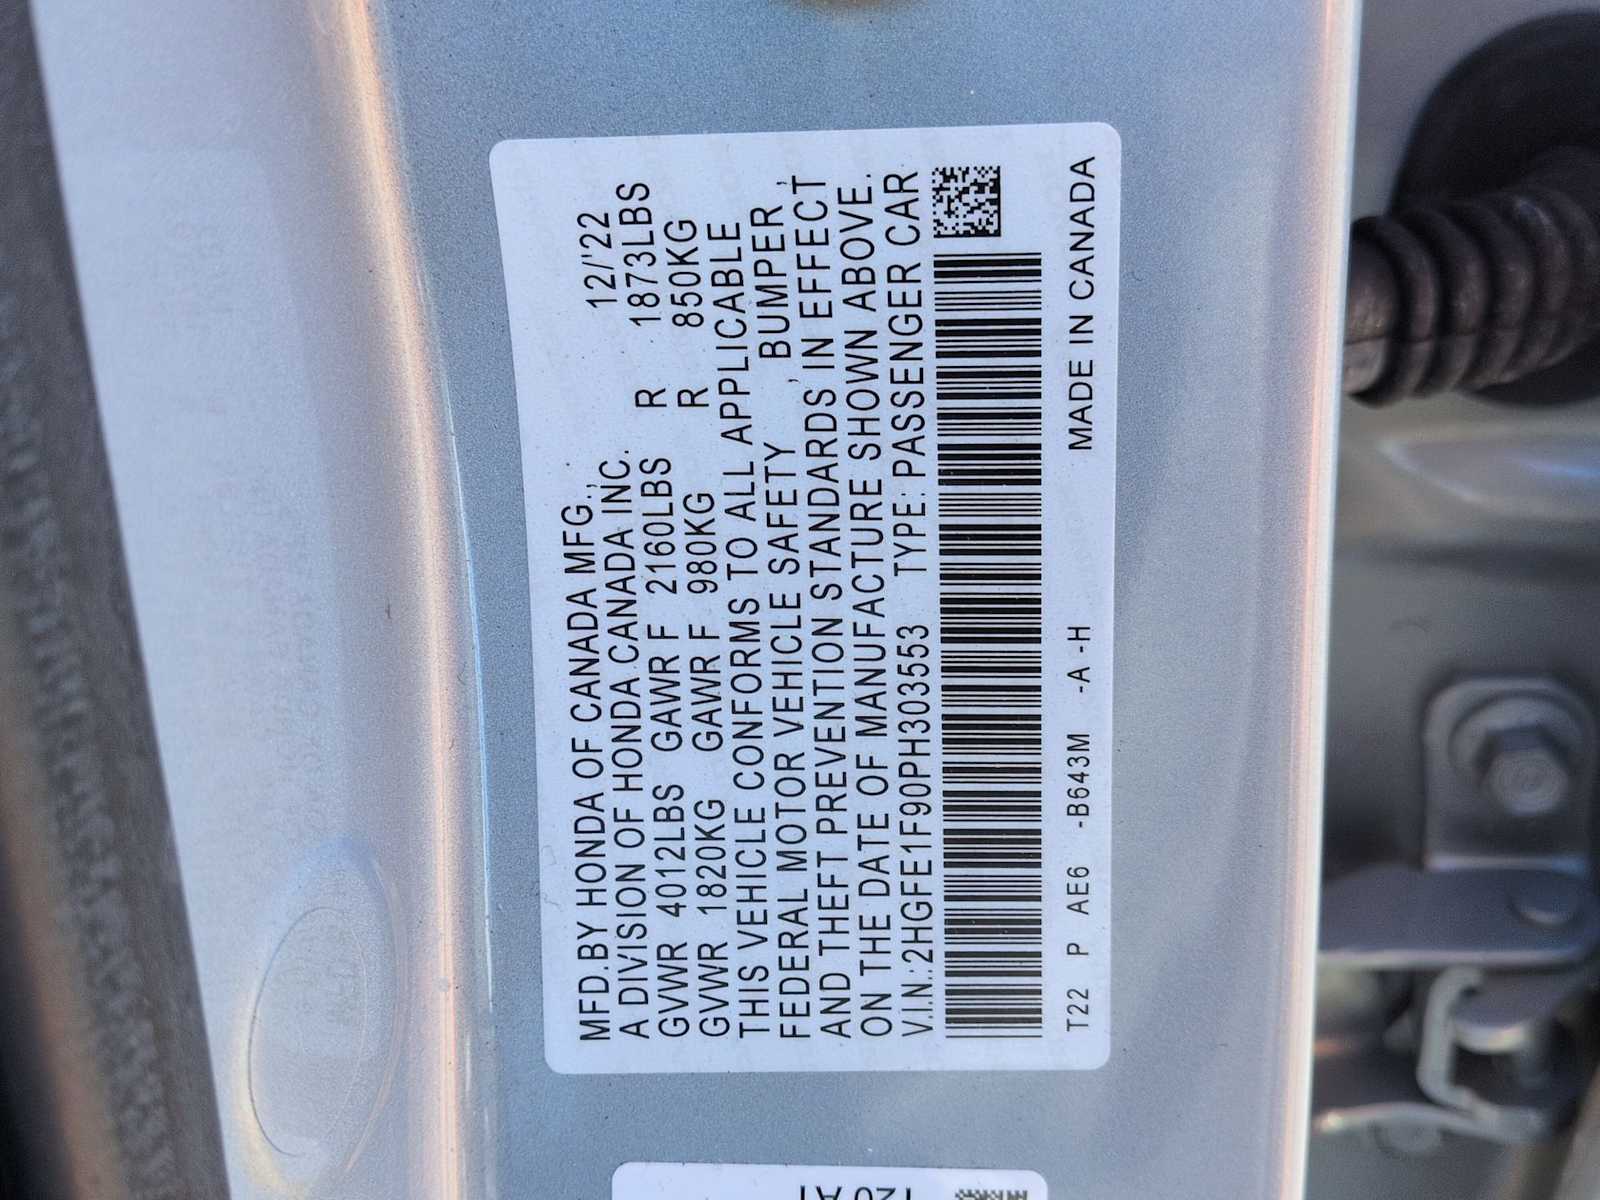 MFD.BY HONDA OF CANADA MFG., 12/'22
A DIVISION OF HONDA CANADA INC.
GVWR 4012LBS GAWR F 2160LBS R 1873LBS
GVWR 1820KG GAWR F 980KG R 850KG
THIS VEHICLE CONFORMS TO ALL APPLICABLE
FEDERAL MOTOR VEHICLE SAFETY , BUMPER ,
AND THEFT PREVENTION STANDARDS IN EFFECT
ON THE DATE OF MANUFACTURE SHOWN ABOVE.
V.I.N.:2HGFE1F90PH303553 TYPE: PASSENGER CAR
T22 P AE6 -B643M -A -H MADE IN CANADA